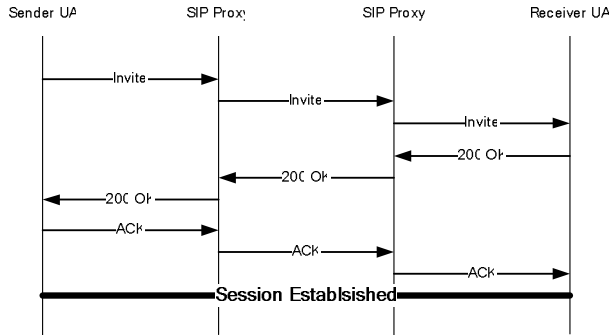 Sender UA
SIP Proxy
SIP Proxy
Receiver UA
Invite
Invite
Invite
200 OK
200 OK
200 OK
ACK
ACK
ACK
Session Establsished